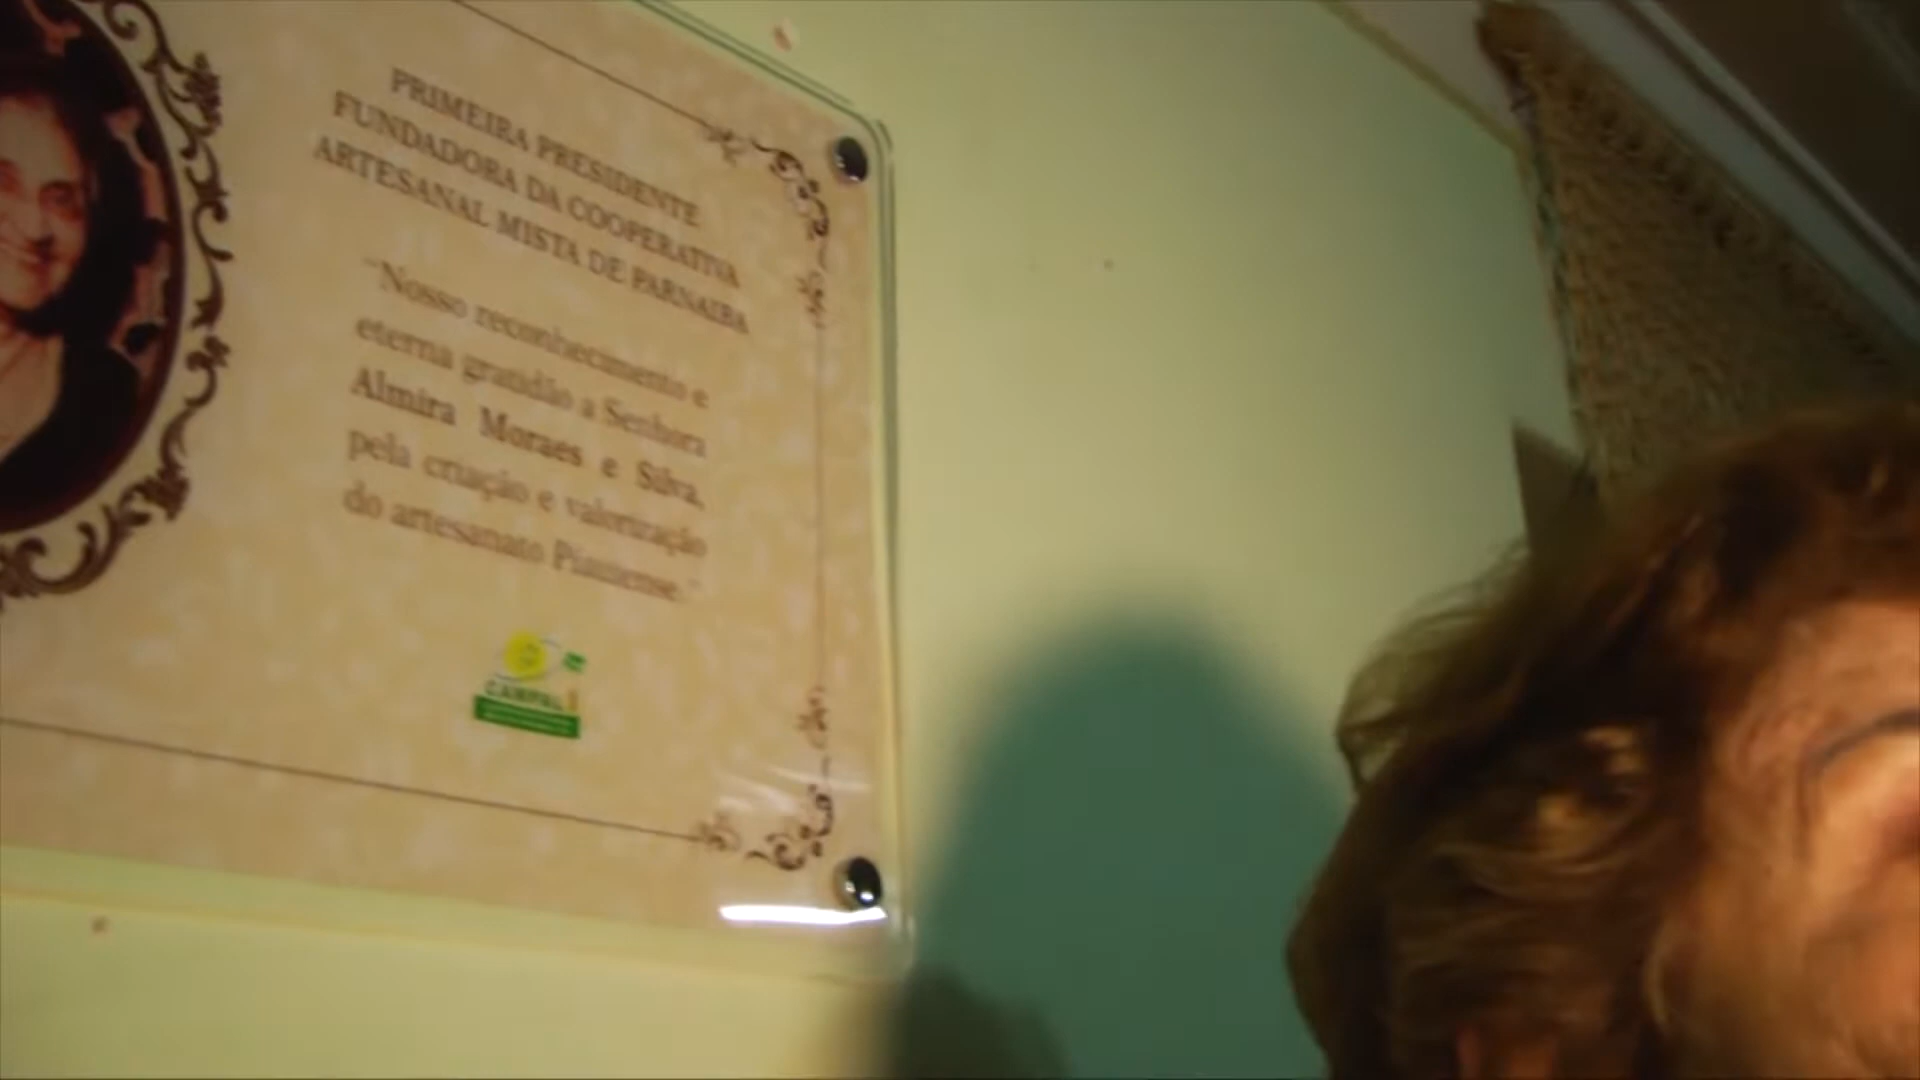 PRIMEIRA PRESIDENTE
FUNDADORA DA COOPERATIVA
ARTESANAL MISTA DE PARNAIBA
"Nosso reconhecimento e
eterna gratidão a Senhora
Almira Moraes e Silva,
pela criação e valorização
do artesanato Piauiense."